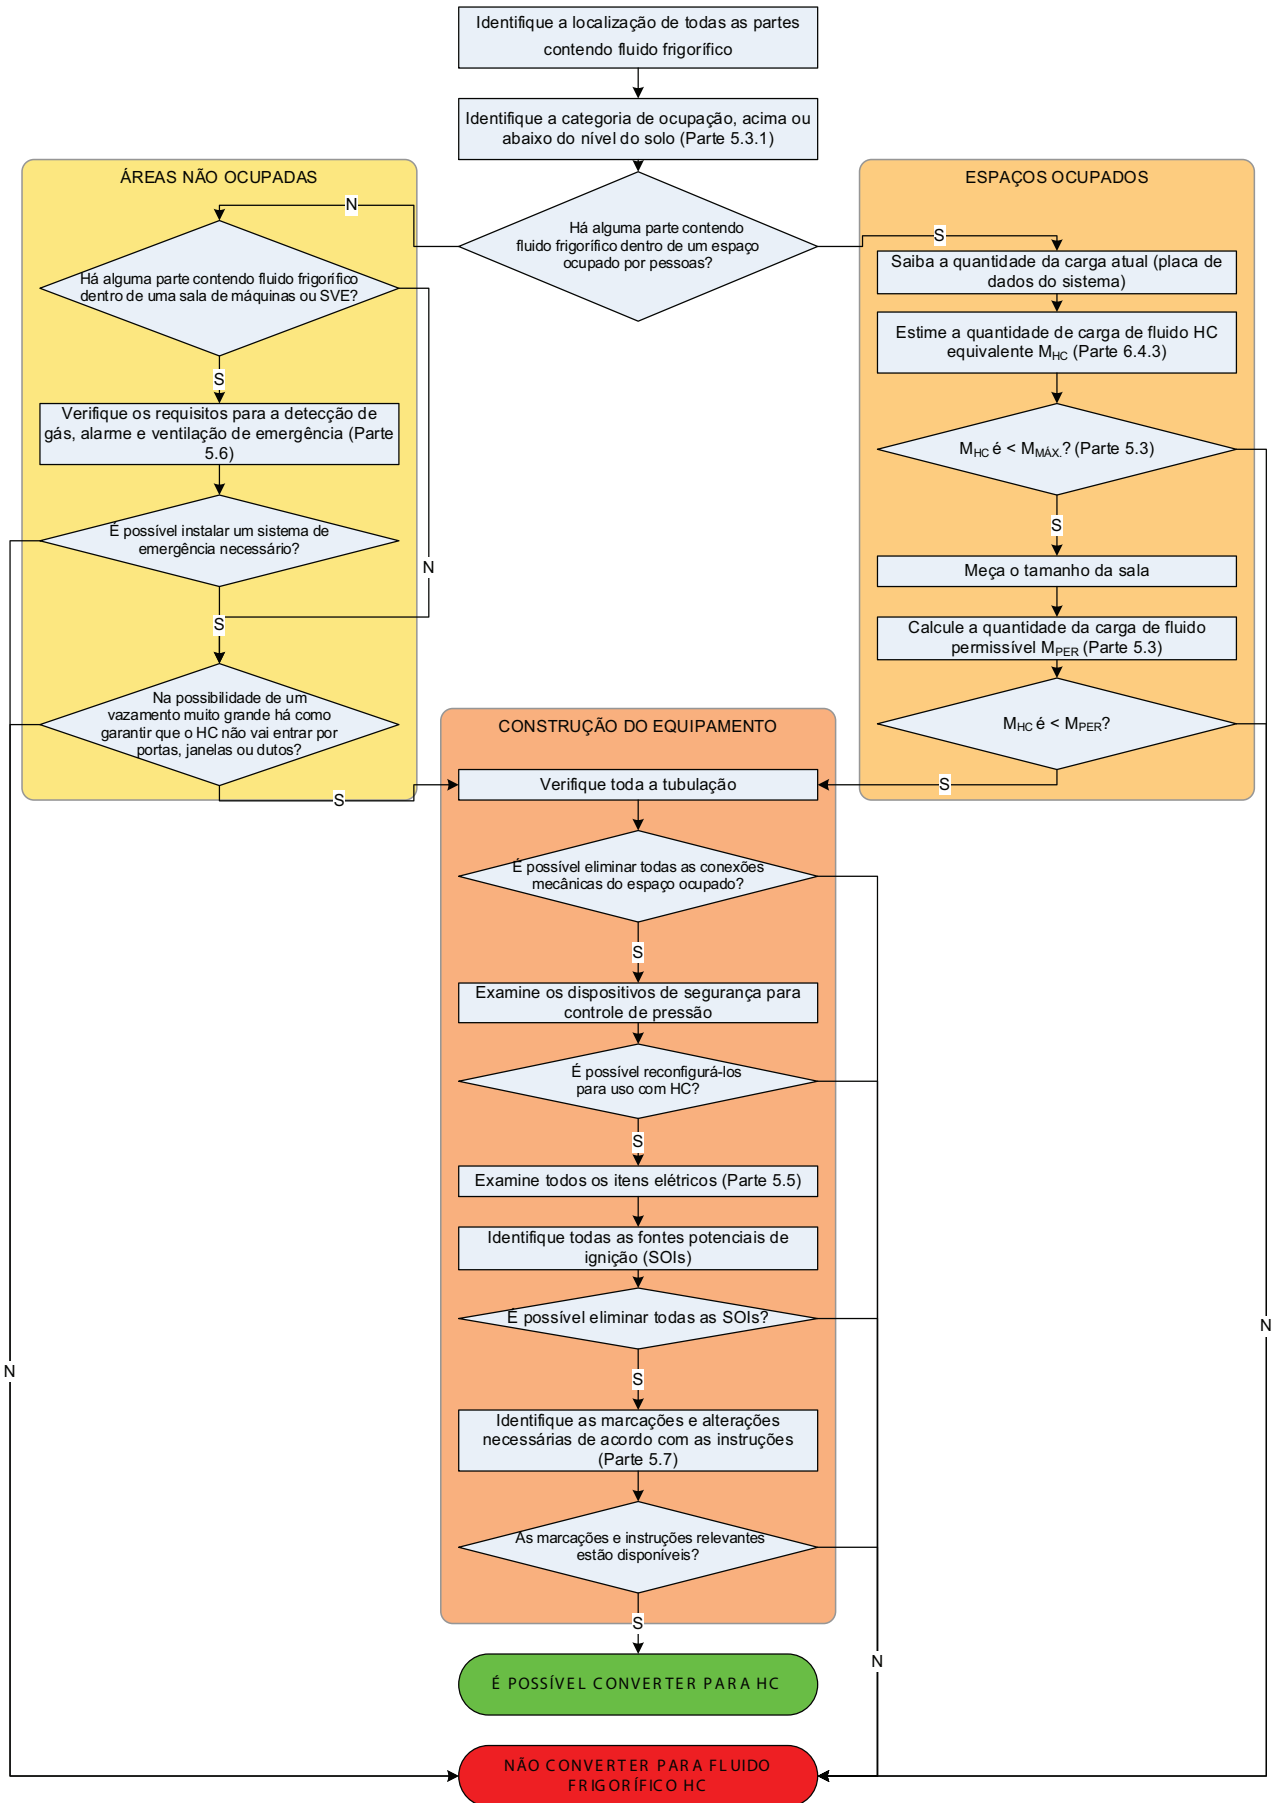 Identifique a localização de todas as partes
contendo fluido frigorífico
Identifique a categoria de ocupação, acima ou
abaixo do nível do solo (Parte 5.3.1)
Há alguma parte contendo
fluido frigorífico dentro de um espaço
ocupado por pessoas?
N
S
ÁREAS NÃO OCUPADAS
Há alguma parte contendo fluido frigorífico
dentro de uma sala de máquinas ou SVE?
S
N
Verifique os requisitos para a detecção de
gás, alarme e ventilação de emergência (Parte
5.6)
É possível instalar um sistema de
emergência necessário?
S
Na possibilidade de um
vazamento muito grande há como
garantir que o HC não vai entrar por
portas, janelas ou dutos?
S
N
ESPAÇOS OCUPADOS
Saiba a quantidade da carga atual (placa de
dados do sistema)
Estime a quantidade de carga de fluido HC
equivalente MHC (Parte 6.4.3)
MHC é < MMÁX.? (Parte 5.3)
S
Meça o tamanho da sala
Calcule a quantidade da carga de fluido
permissível MPER (Parte 5.3)
MHC é < MPER?
S
N
CONSTRUÇÃO DO EQUIPAMENTO
Verifique toda a tubulação
É possível eliminar todas as conexões
mecânicas do espaço ocupado?
S
Examine os dispositivos de segurança para
controle de pressão
É possível reconfigurá-los
para uso com HC?
S
Examine todos os itens elétricos (Parte 5.5)
Identifique todas as fontes potenciais de
ignição (SOIs)
É possível eliminar todas as SOIs?
S
Identifique as marcações e alterações
necessárias de acordo com as instruções
(Parte 5.7)
As marcações e instruções relevantes
estão disponíveis?
S
N
É POSSÍVEL CONVERTER PARA HC
NÃO CONVERTER PARA FLUIDO
FRIGORÍFICO HC